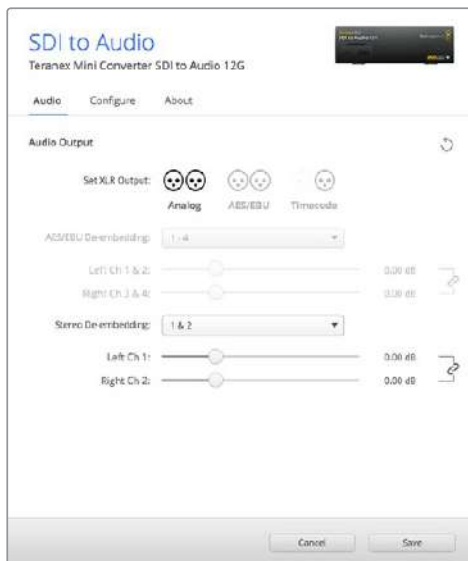 SDI to Audio
Teranex Mini Converter SDI to Audio 12G
Audio Configure About
Audio Output
Set XLR Output:
Analog AES/EBU Timecode
AES/EBU De-embedding: 1 - 4
Left Ch 1 & 2: 0.00 dB
Right Ch 3 & 4: 0.00 dB
Stereo De-embedding: 1 & 2
Left Ch 1: 0.00 dB
Right Ch 2: 0.00 dB
Cancel Save